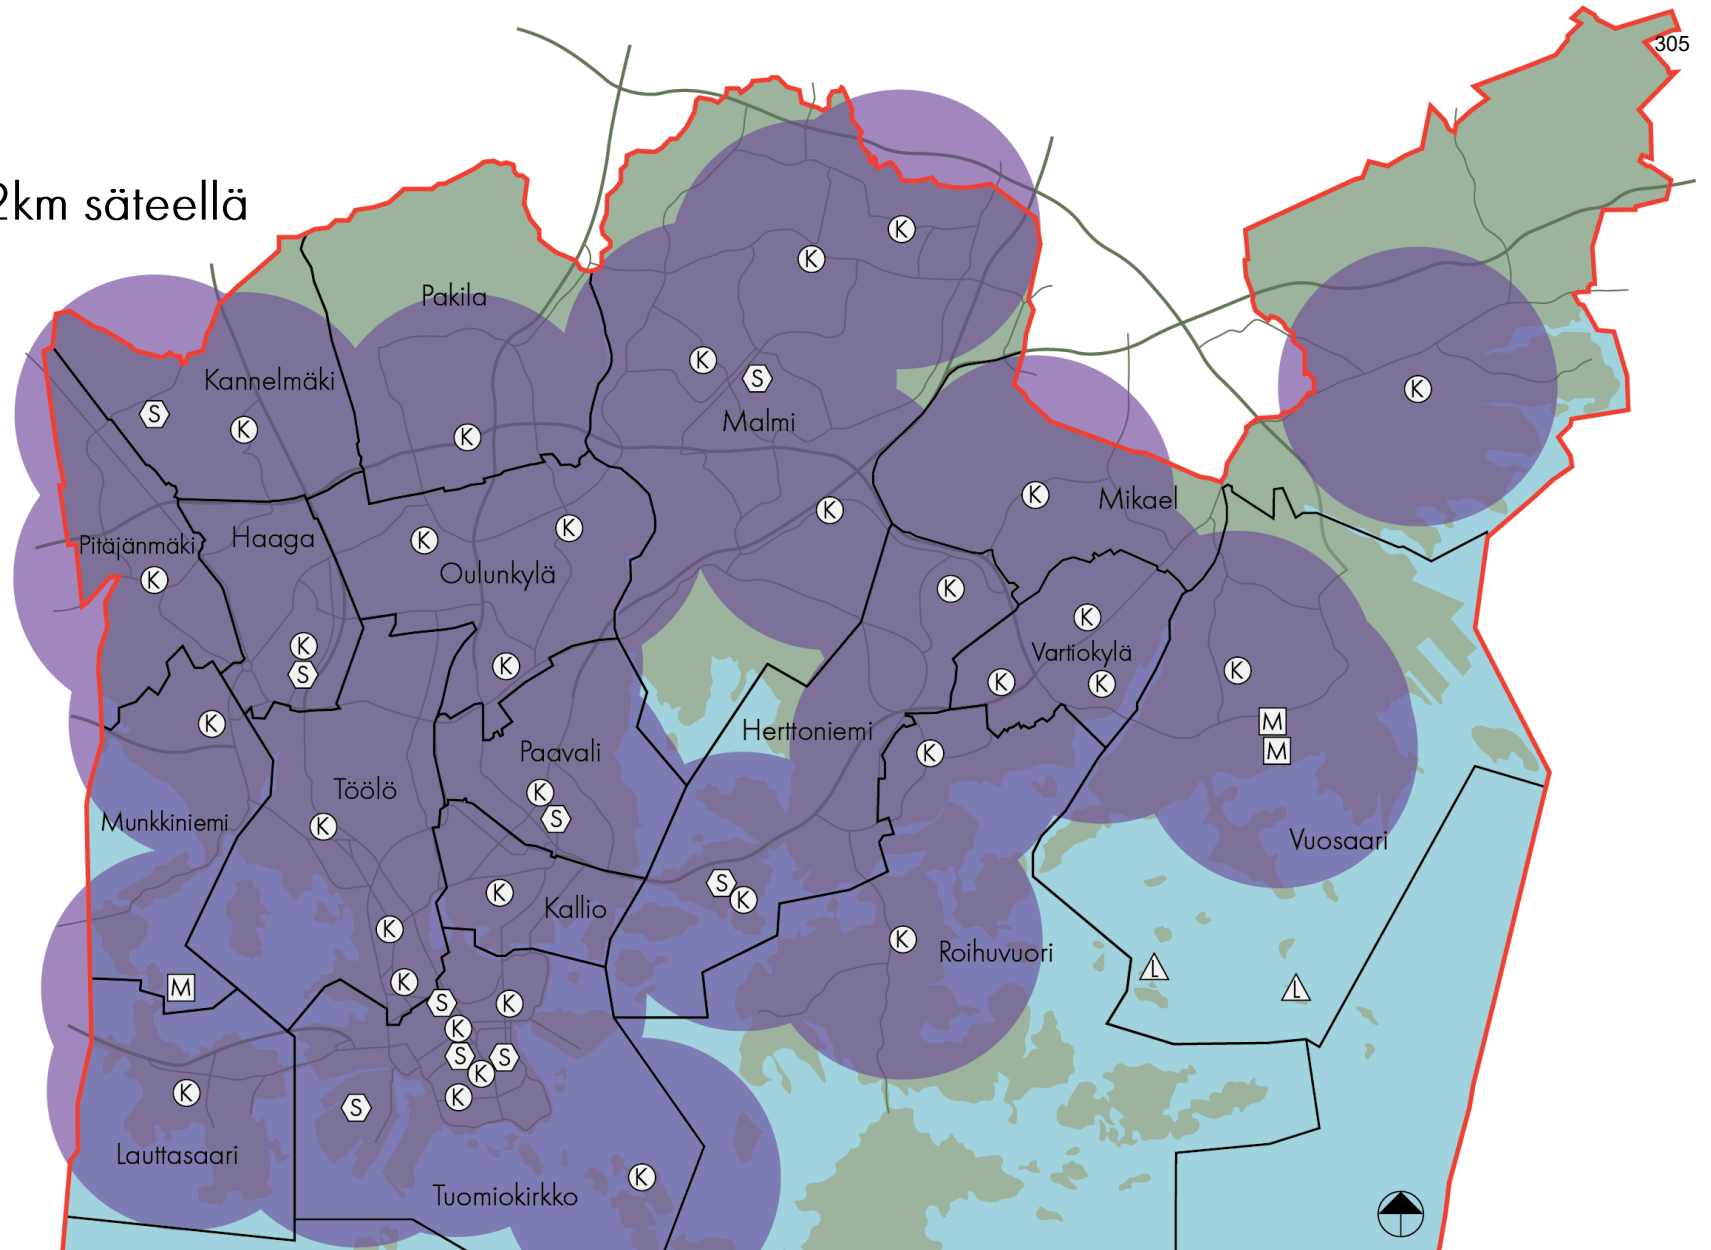 305
2km säteellä
Pakila
K
K
Kannelmäki
K
S
Malmi
K
S
K
K
K
Mikael
K
K
Pitäjänmäki
Haaga
K
K
Oulunkylä
K
K
K
Vartiokylä
K
K
K
S
K
K
K
Herttoniemi
K
M
M
Paavali
Töölö
K
S
Munkkiniemi
K
Vuosaari
S
K
K
Kallio
K
K
Roihuvuori
L
L
M
K
S
K
K
S
S
K
K
K
S
Lauttasaari
Tuomiokirkko
K